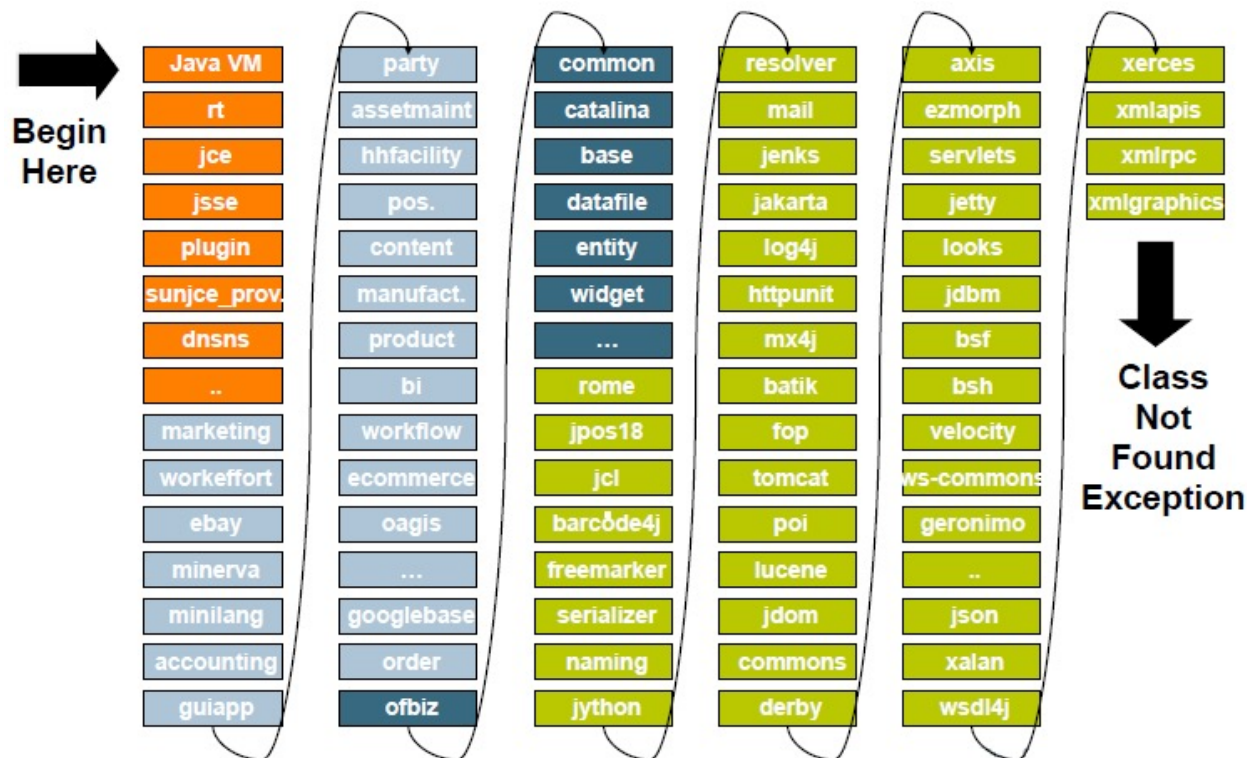 Begin
Here
Java VM
rt
jce
jsse
plugin
sunjce_prov.
dnsns
..
marketing
workeffort
ebay
minerva
minilang
accounting
guiapp
party
assetmaint
hhfacility
pos.
content
manufact.
product
bi
workflow
ecommerce
oagis
...
googlebase
order
ofbiz
common
catalina
base
datafile
entity
widget
...
rome
jpos18
jcl
barcode4j
freemarker
serializer
naming
jython
resolver
mail
jenks
jakarta
log4j
httpunit
mx4j
batik
fop
tomcat
poi
lucene
jdom
commons
derby
axis
ezmorph
servlets
jetty
looks
jdbm
bsf
bsh
velocity
ws-commons
geronimo
..
json
xalan
wsdl4j
xerces
xmlapis
xmlrpc
xmlgraphics
Class
Not
Found
Exception